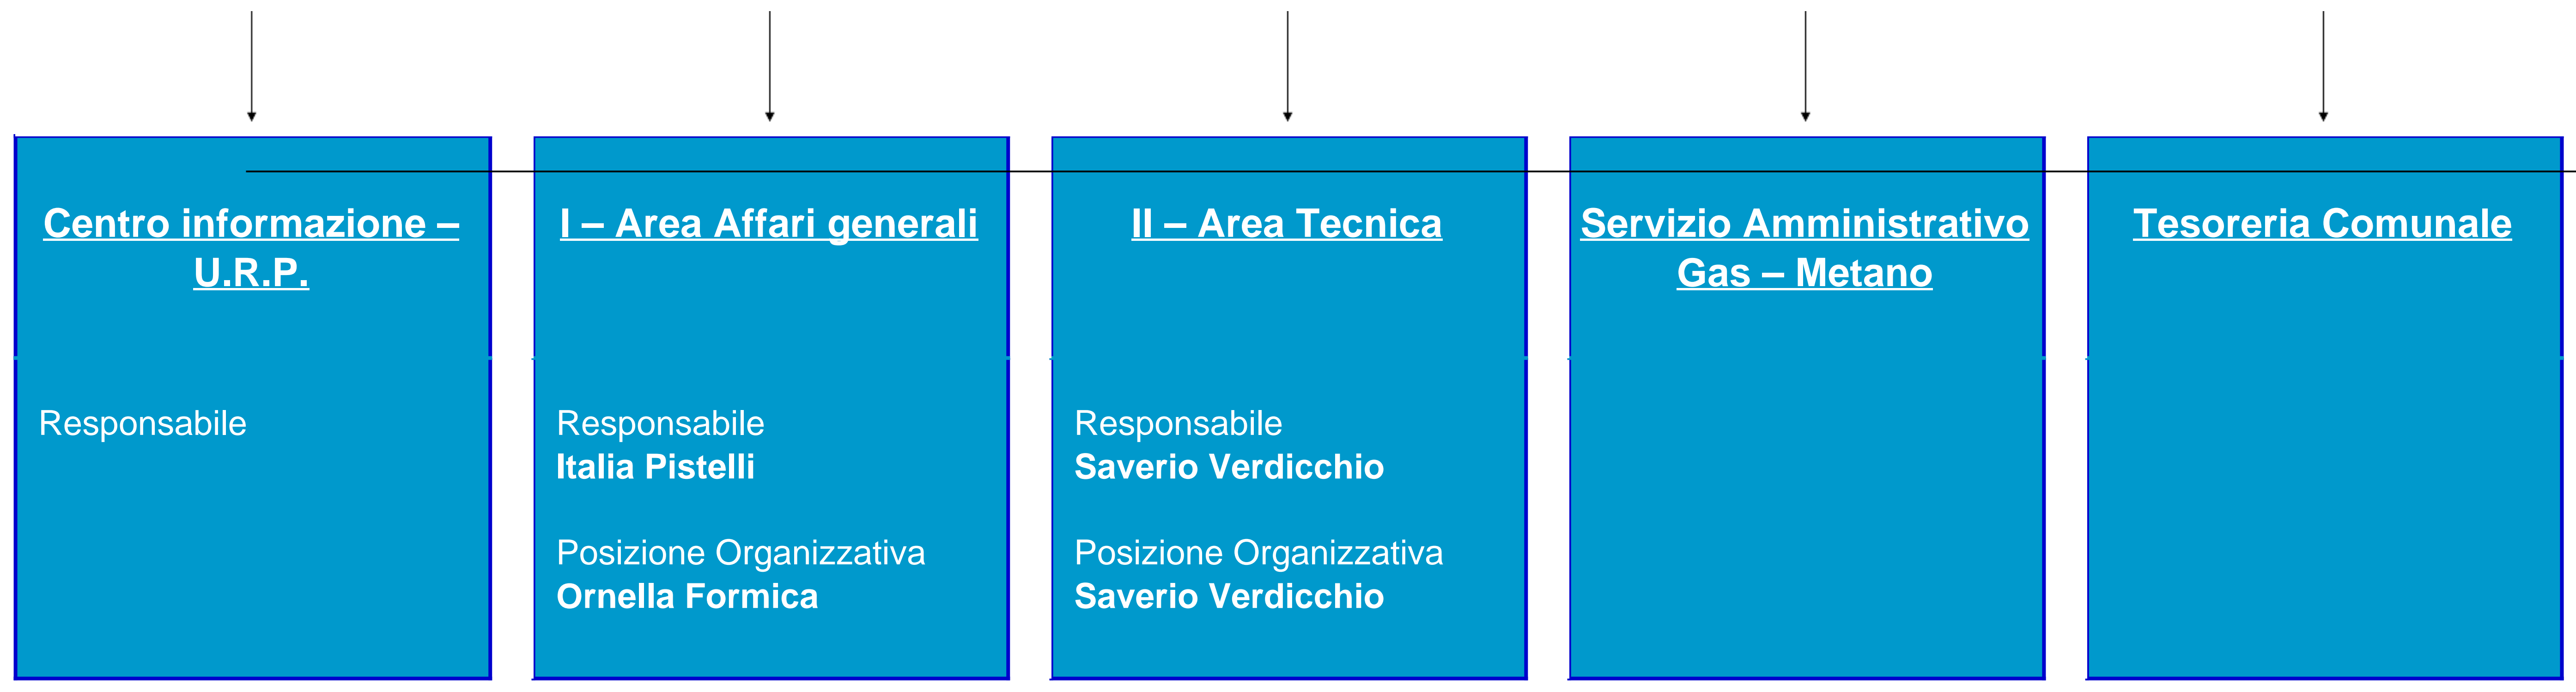 Centro informazione –
U.R.P.
Responsabile
I – Area Affari generali
Responsabile
Italia Pistelli
Posizione Organizzativa
Ornella Formica
II – Area Tecnica
Responsabile
Saverio Verdicchio
Posizione Organizzativa
Saverio Verdicchio
Servizio Amministrativo
Gas – Metano
Tesoreria Comunale